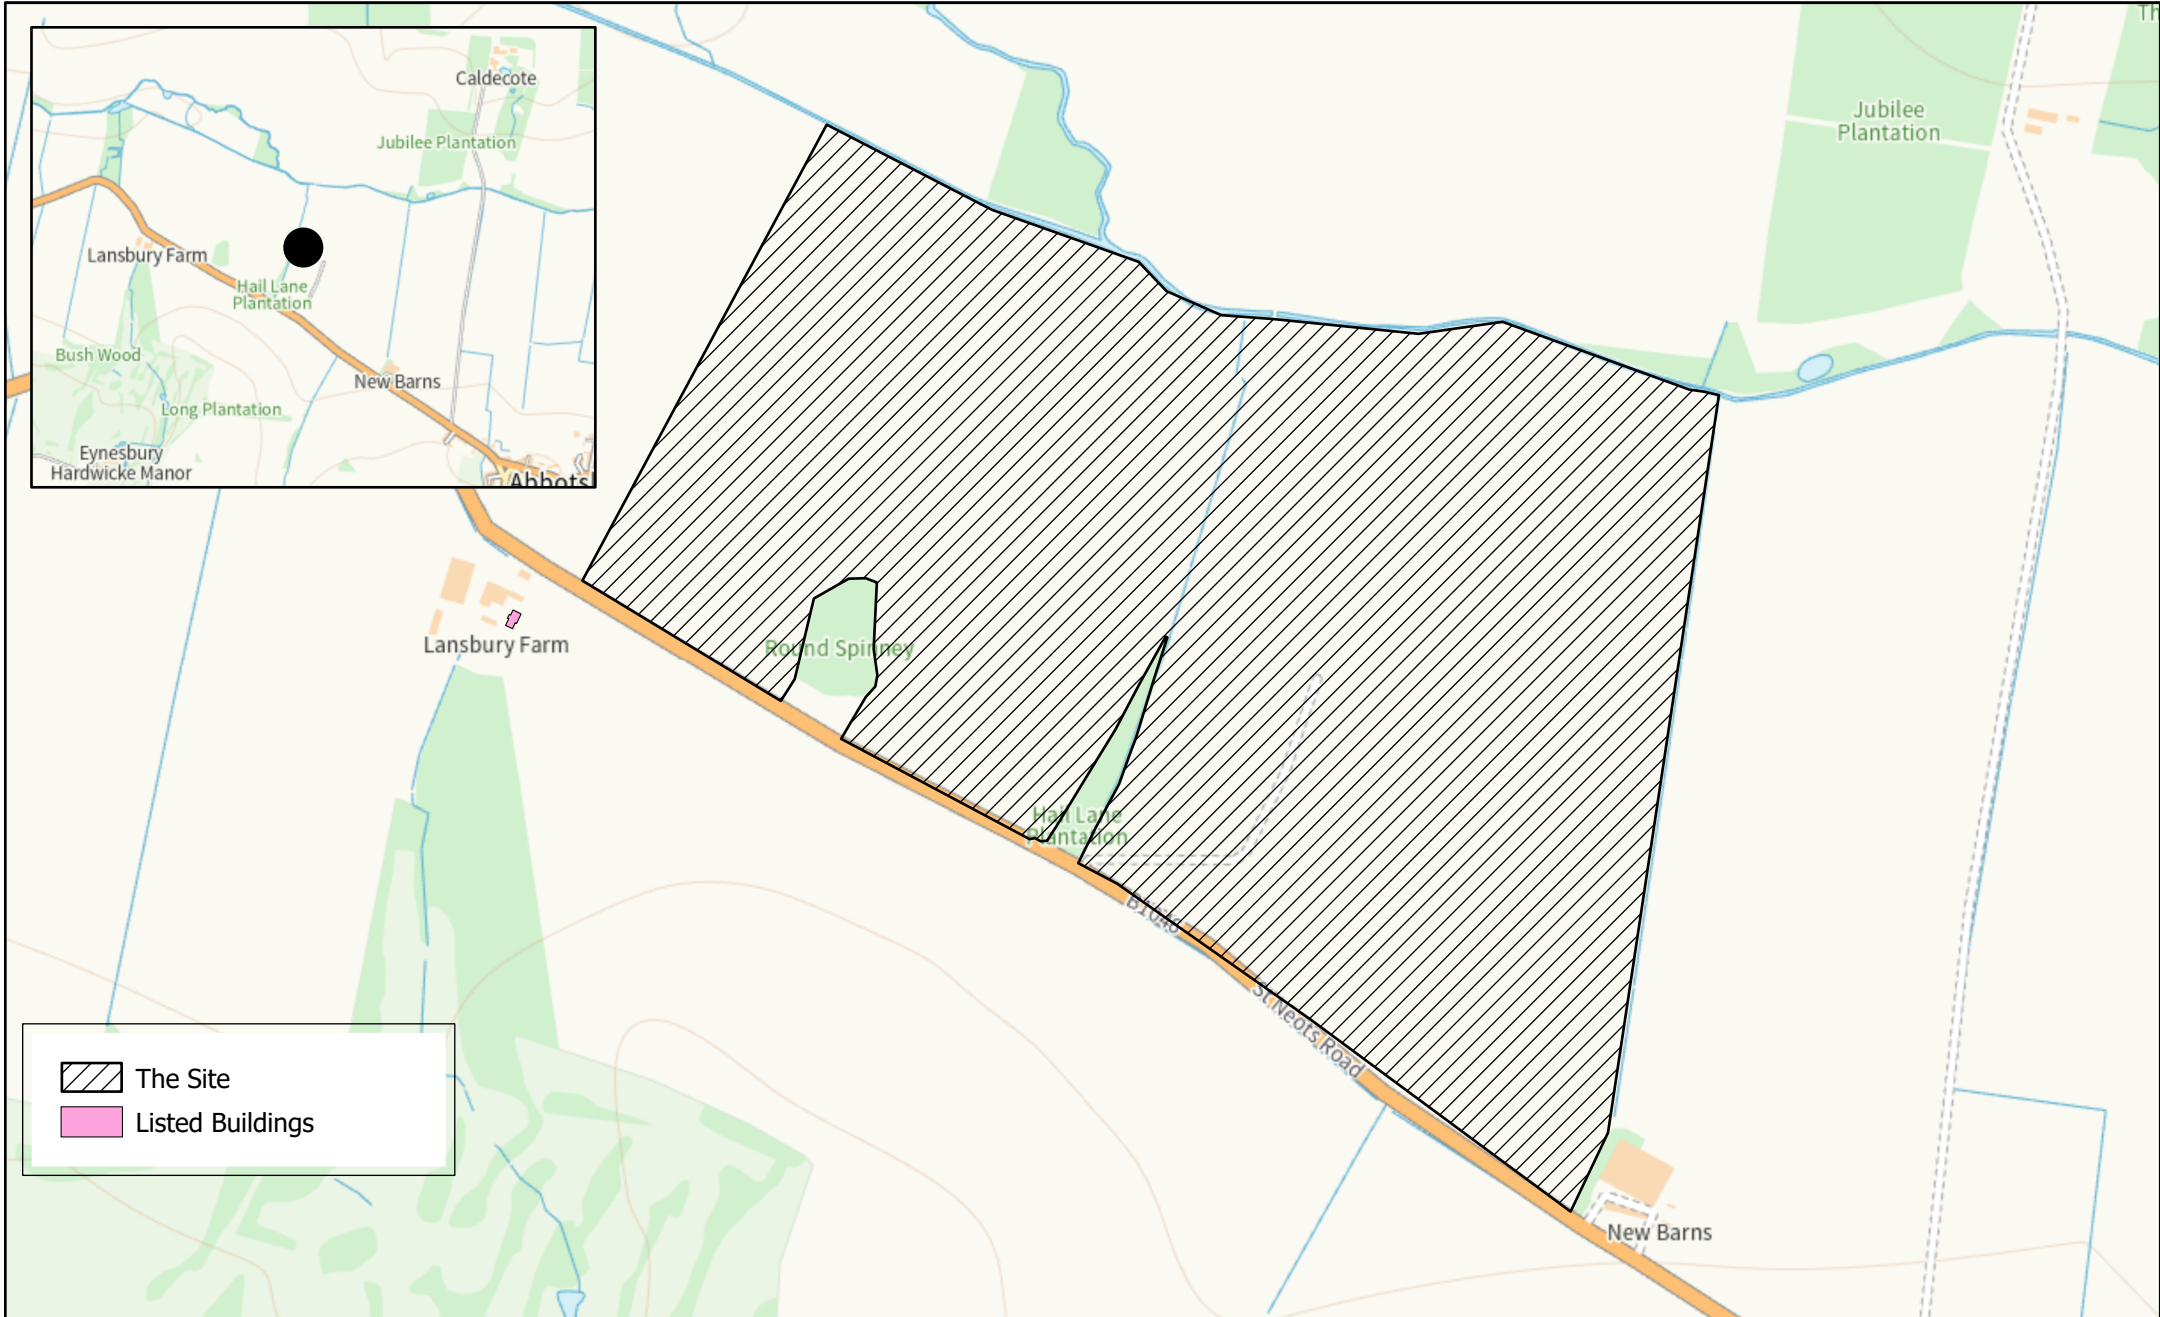 Caldecote
Jubilee Plantation
Lansbury Farm
Hail Lane
Plantation
Bush Wood
New Barns
Long Plantation
Eynesbury
Hardwicke Manor
Abbots
Th
Jubilee
Plantation
Lansbury Farm
Round Spinney
Hail Lane
Plantation
B1046
St Neots Road
New Barns
The Site
Listed Buildings